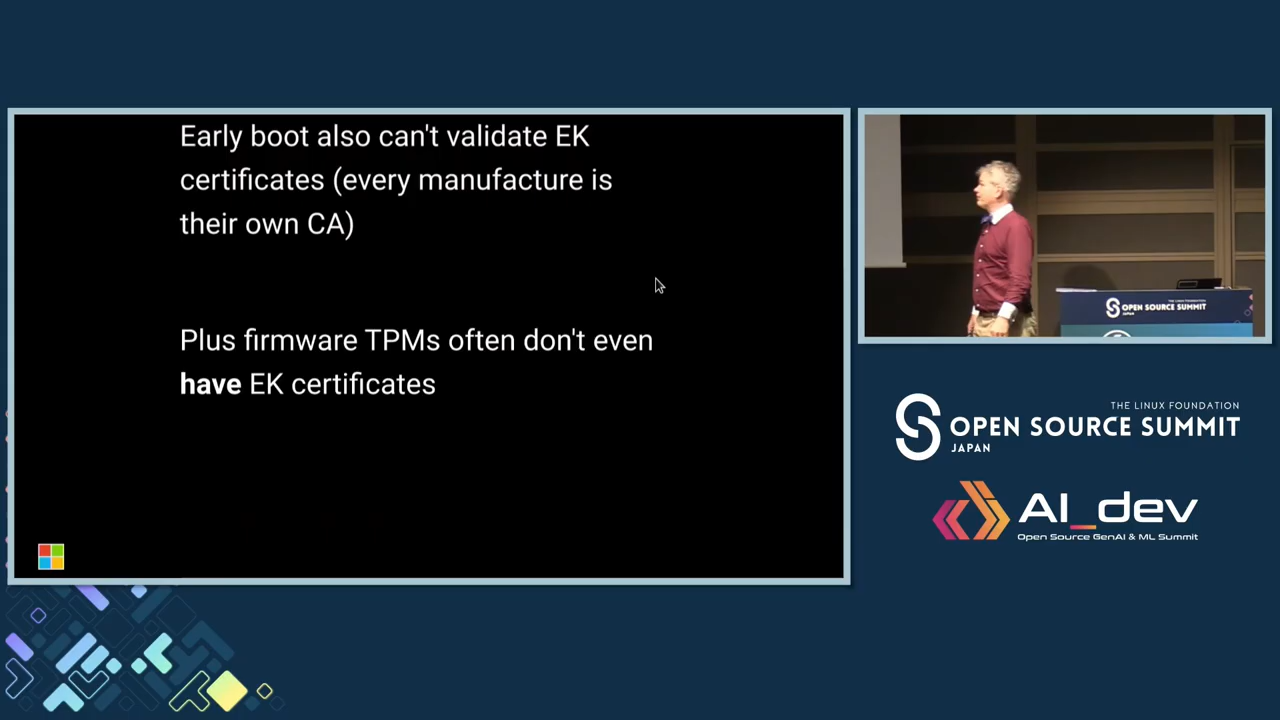 Early boot also can't validate EK
certificates (every manufacture is
their own CA)
Plus firmware TPMs often don't even
have EK certificates
OPEN SOURCE SUMMIT
JAPAN
THE LINUX FOUNDATION
OPEN SOURCE SUMMIT
JAPAN
AI_dev
Open Source GenAI & ML Summit